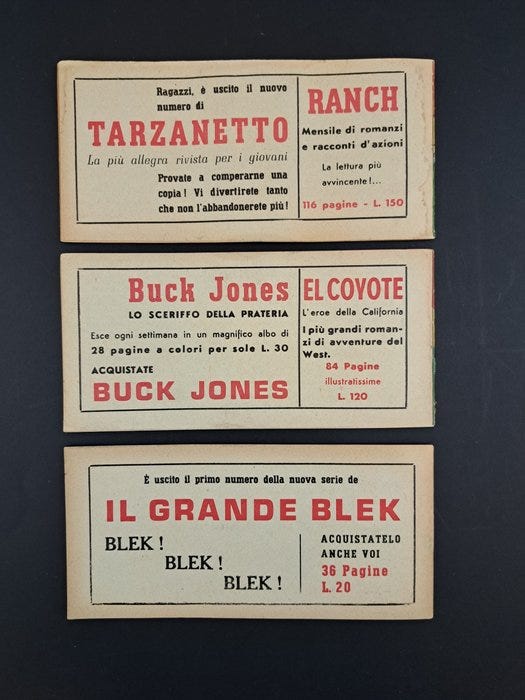 Ragazzi, è uscito il nuovo
numero di
TARZANETTO
La più allegra rivista per i giovani
Provate a comperarne una
copia! Vi divertirete tanto
che non l'abbandonerete più!
RANCH
Mensile di romanzi
e racconti d'azioni
La lettura più
avvincente!...
116 pagine - L. 150
Buck Jones
LO SCERIFFO DELLA PRATERIA
Esce ogni settimana in un magnifico albo di
28 pagine a colori per sole L. 30
ACQUISTATE
BUCK JONES
EL COYOTE
L'eroe della California
I più grandi roman-
zi di avventure del
West.
84 Pagine
illustratissime
L. 120
È uscito il primo numero della nuova serie de
IL GRANDE BLEK
BLEK!
BLEK!
BLEK!
ACQUISTATELO
ANCHE VOI
36 Pagine
L. 20